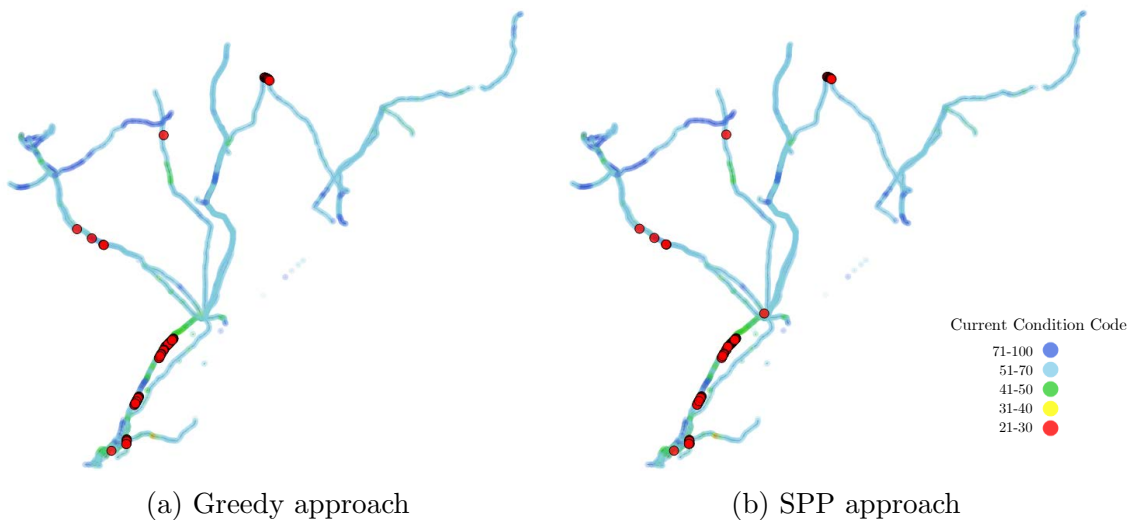 Current Condition Code
71-100
51-70
41-50
31-40
21-30
(a) Greedy approach
(b) SPP approach